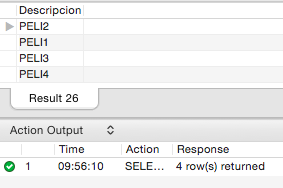 Descripcion
PELI2
PELI1
PELI3
PELI4
Result 26
Action Output
Time Action Response
1 09:56:10 SELE... 4 row(s) returned